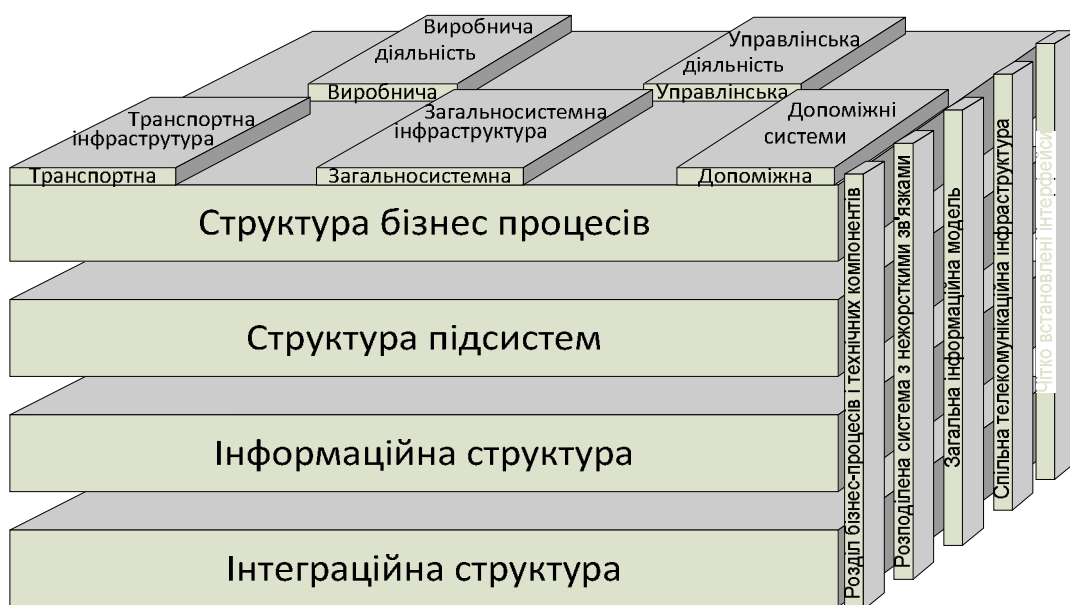 Виробнича
діяльність
Виробнича
Управлінська
діяльність
Управлінська
Транспортна
інфраструтура
Транспортна
Загальносистемна
інфраструктура
Загальносистемна
Допоміжні
системи
Допоміжна
Структура бізнес процесів
Структура підсистем
Інформаційна структура
Інтеграційна структура
Розділ бізнес-процесів і технічних компонентів
Розподілена система з нежорсткими зв'язками
Загальна інформаційна модель
Спільна телекомунікаційна інфраструктура
Чітко встановлені інтерфейси